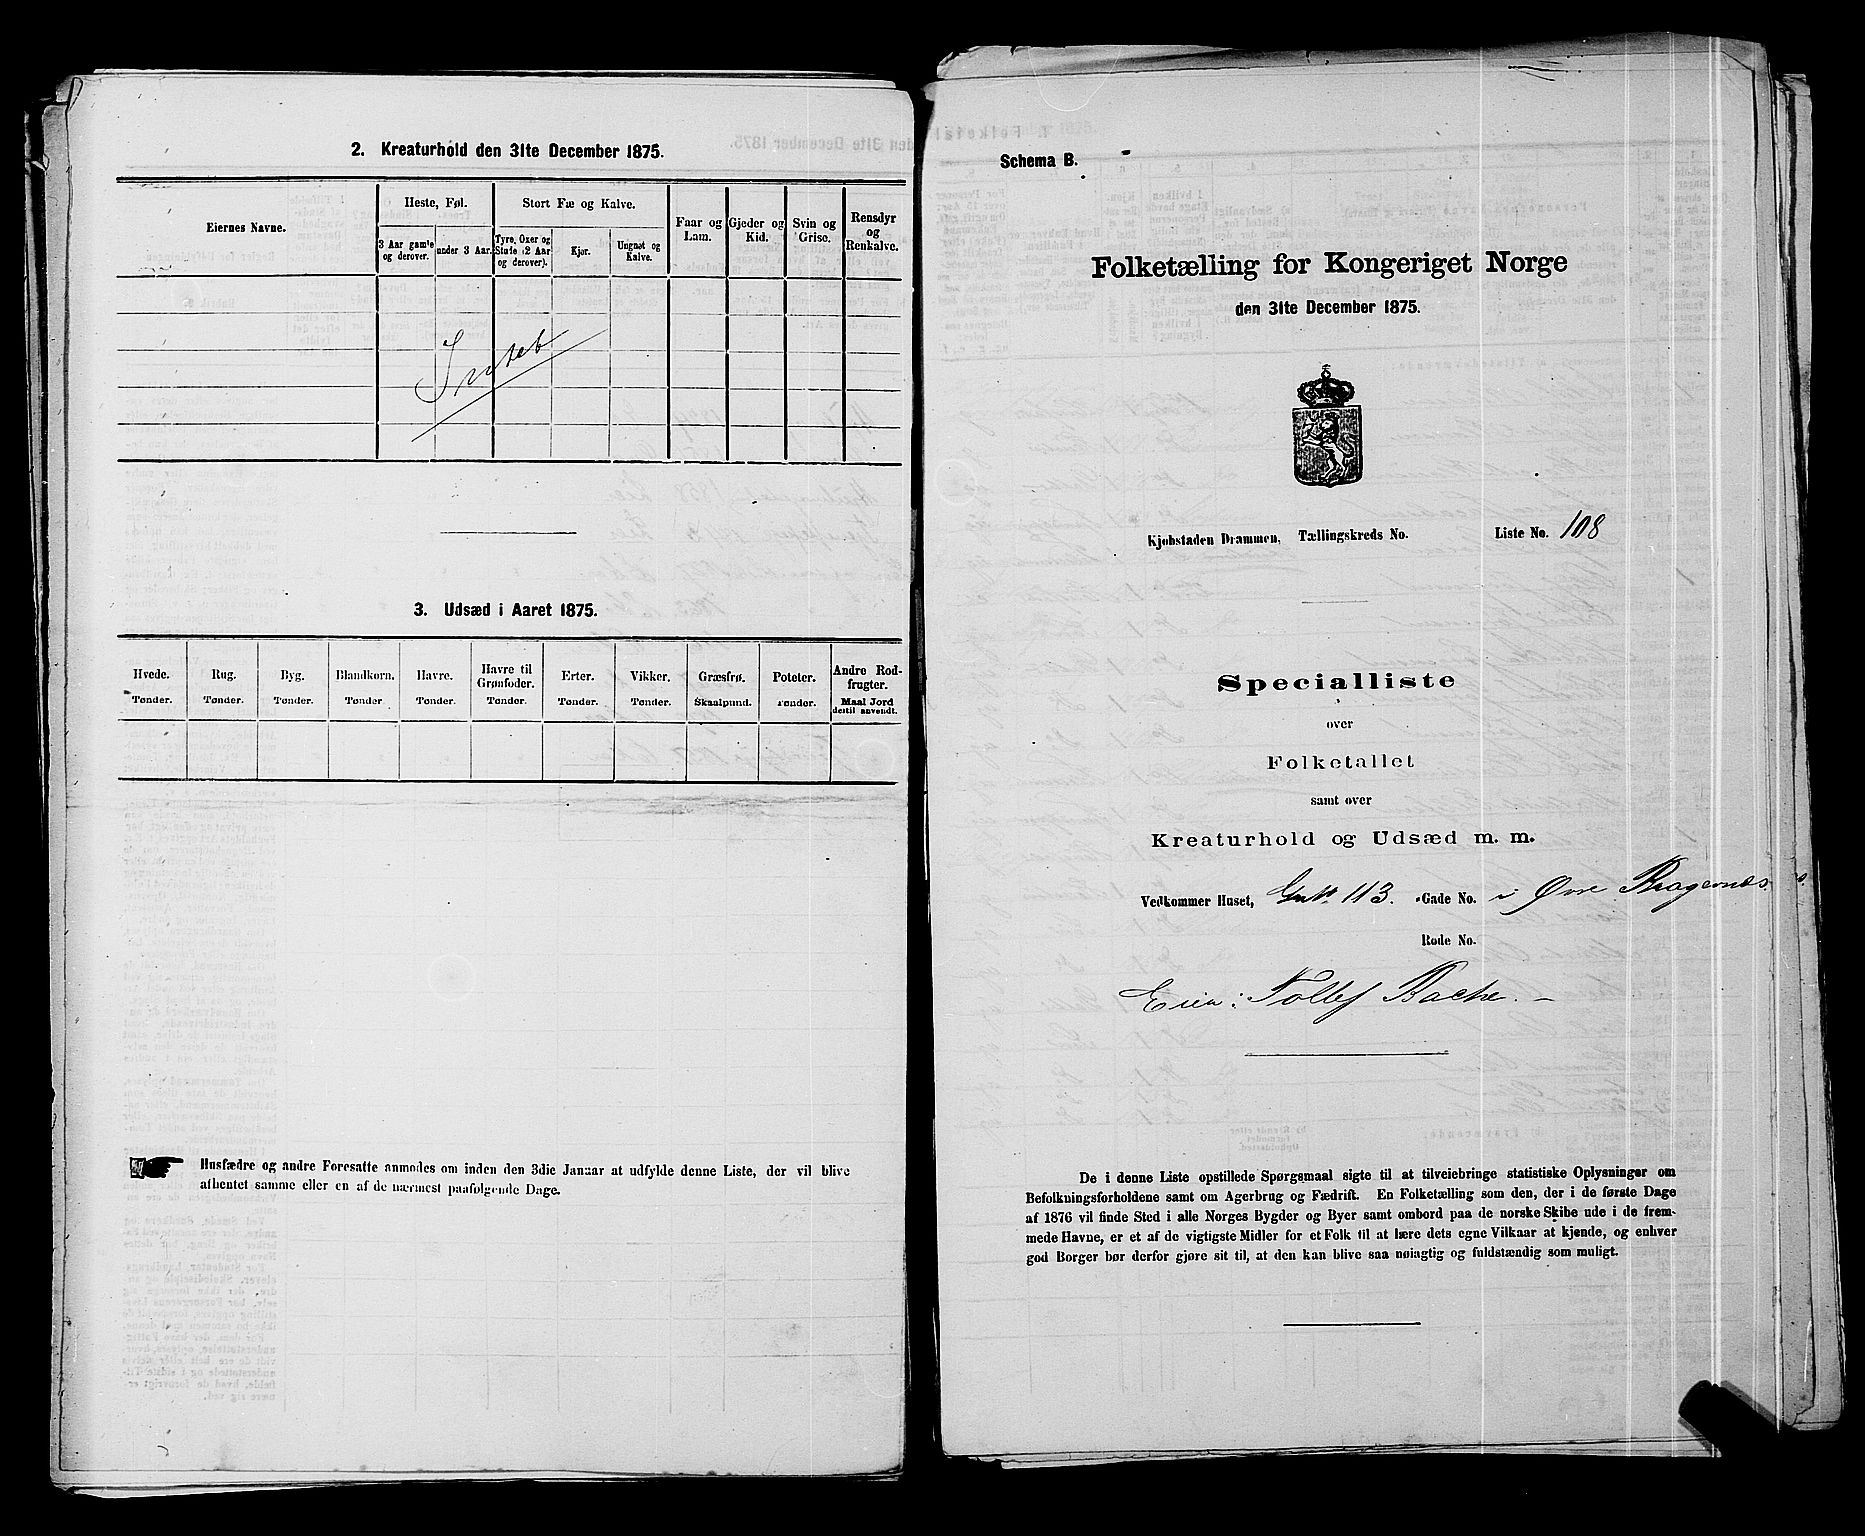 2. Kreaturhold den 31te December 1875.
Eiernes Navne.
Heste, Føl.
Stort Fæ og Kalve.
Faar og Lam.
Gjeder og Kid.
Svin og Grise.
Rensdyr og Renkalve.
3 Aar gamle og derover.
under 3 Aar.
Tyre, Oxer og Stude (2 Aar og derover).
Kjør.
Ungnøt og Kalve.
Intet
3. Udsæd i Aaret 1875.
Hvede. Rug. Byg. Blandkorn. Havre. Havre til Grønfoder. Erter. Vikker. Græsfrø. Poteter. Andre Rodfrugter.
Tønder. Tønder. Tønder. Tønder. Tønder. Tønder. Tønder. Tønder. Skaalpund. Tønder. Maal Jord dertil anvendt.
Husfædre og andre Foresatte anmodes om inden den 3die Januar at udfylde denne Liste, der vil blive
afhentet samme eller en af de nærmest paafølgende Dage.
Schema B.
Folketælling for Kongeriget Norge
den 31te December 1875.
Kjøbstaden Drammen, Tællingskreds No. Liste No. 108
Specialliste
over
Folketallet
samt over
Kreaturhold og Udsæd m. m.
Vedkommer Huset, 113. Gade No. i Øvre Bragernæs.
Rode No.
Eier: Tollef Bache. –
De i denne Liste opstillede Spørgsmaal sigte til at tilveiebringe statistiske Oplysninger om
Befolkningsforholdene samt om Agerbrug og Fædrift. En Folketælling som den, der i de første Dage
af 1876 vil finde Sted i alle Norges Bygder og Byer samt ombord paa de norske Skibe ude i de frem-
mede Havne, er et af de vigtigste Midler for et Folk til at lære dets egne Vilkaar at kjende, og enhver
god Borger bør derfor gjøre sit til, at den kan blive saa nøiagtig og fuldstændig som muligt.